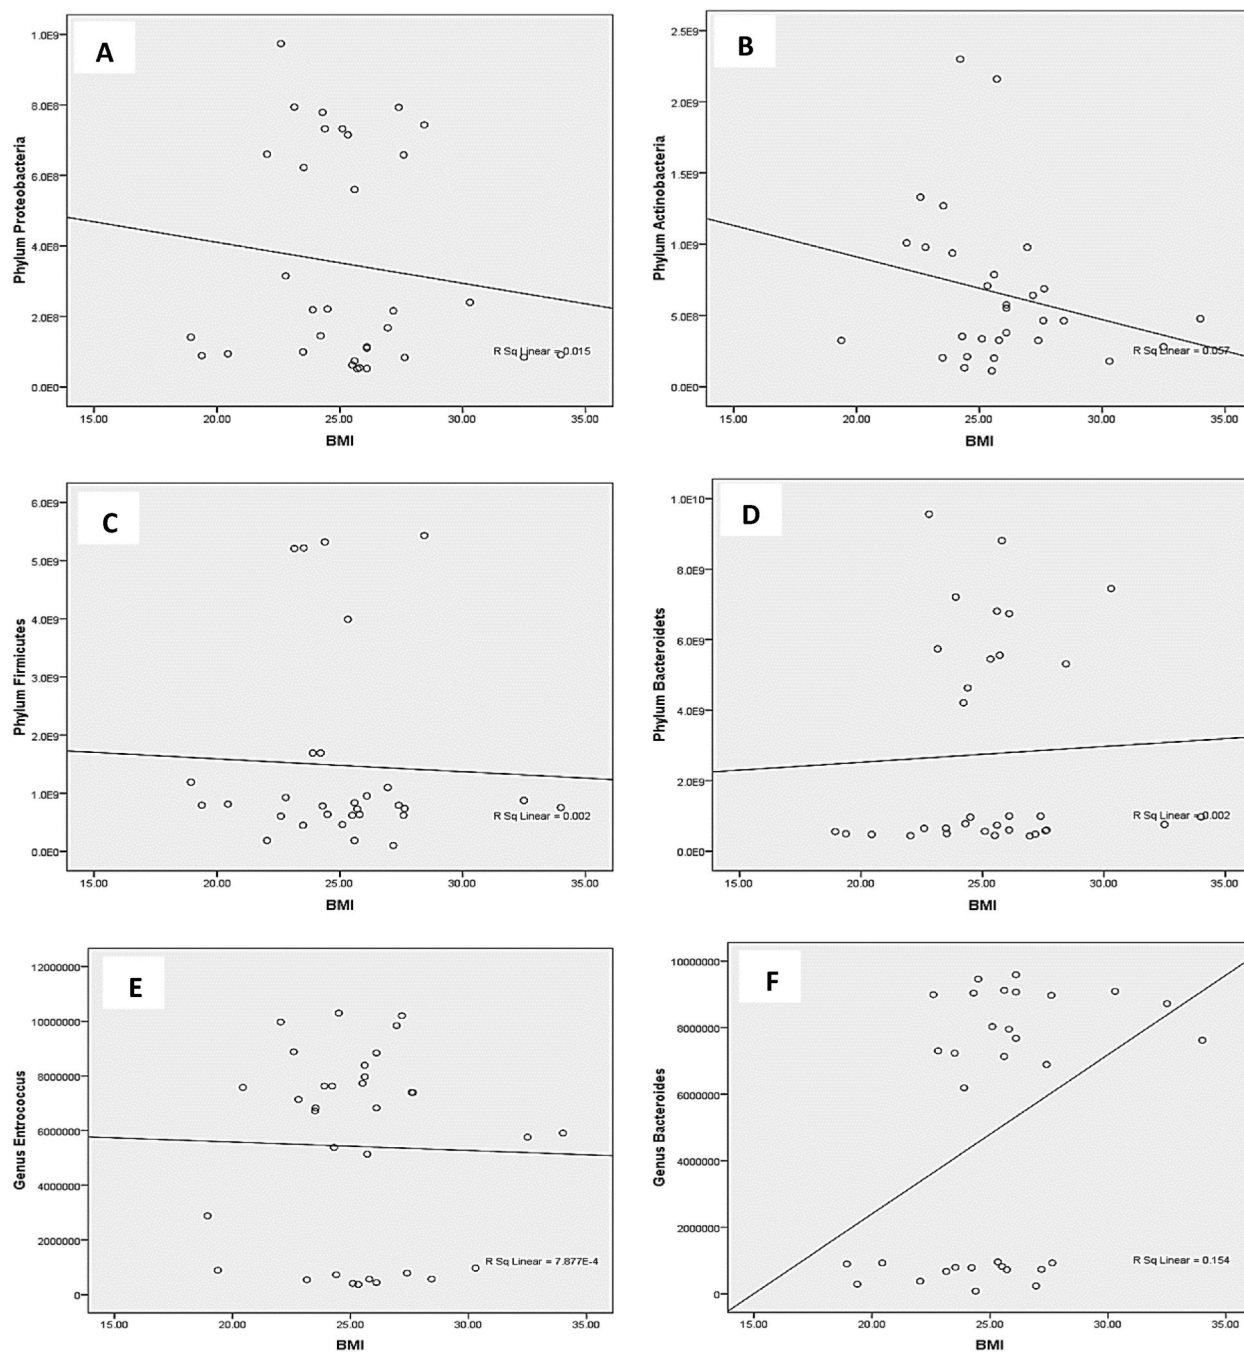 A
Phylum Proteobacteria
1.0E9
8.0E8
6.0E8
4.0E8
2.0E8
0.0E0
R Sq Linear = 0.015
15.00 20.00 25.00 30.00 35.00
BMI
B
Phylum Actinobacteria
2.5E9
2.0E9
1.5E9
1.0E9
5.0E8
0.0E0
R Sq Linear = 0.057
15.00 20.00 25.00 30.00 35.00
BMI
C
Phylum Firmicutes
6.0E9
5.0E9
4.0E9
3.0E9
2.0E9
1.0E9
0.0E0
R Sq Linear = 0.002
15.00 20.00 25.00 30.00 35.00
BMI
D
Phylum Bacteroidets
1.0E10
8.0E9
6.0E9
4.0E9
2.0E9
0.0E0
R Sq Linear = 0.002
15.00 20.00 25.00 30.00 35.00
BMI
E
Genus Entrococcus
12000000
10000000
8000000
6000000
4000000
2000000
0
R Sq Linear = 7.877E-4
15.00 20.00 25.00 30.00 35.00
BMI
F
Genus Bacteroides
10000000
8000000
6000000
4000000
2000000
0
R Sq Linear = 0.154
15.00 20.00 25.00 30.00 35.00
BMI